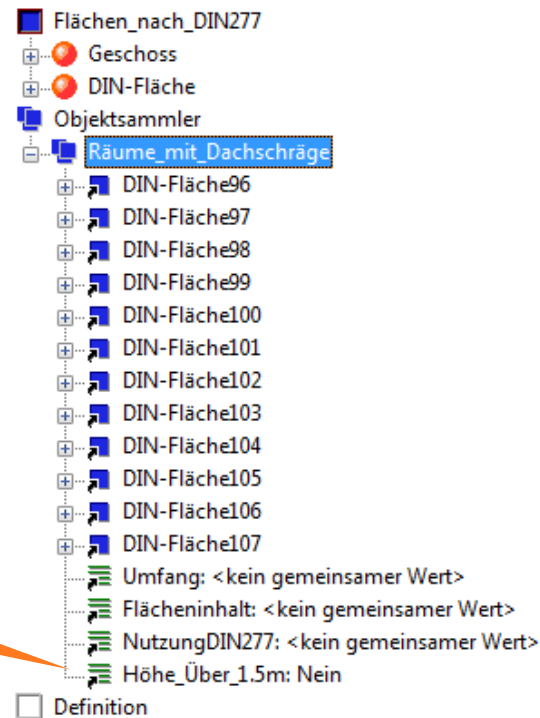 Flächen_nach_DIN277
Geschoss
DIN-Fläche
Objektsammler
Räume_mit_Dachschräge
DIN-Fläche96
DIN-Fläche97
DIN-Fläche98
DIN-Fläche99
DIN-Fläche100
DIN-Fläche101
DIN-Fläche102
DIN-Fläche103
DIN-Fläche104
DIN-Fläche105
DIN-Fläche106
DIN-Fläche107
Umfang: <kein gemeinsamer Wert>
Flächeninhalt: <kein gemeinsamer Wert>
NutzungDIN277: <kein gemeinsamer Wert>
Höhe_Über_1.5m: Nein
Definition